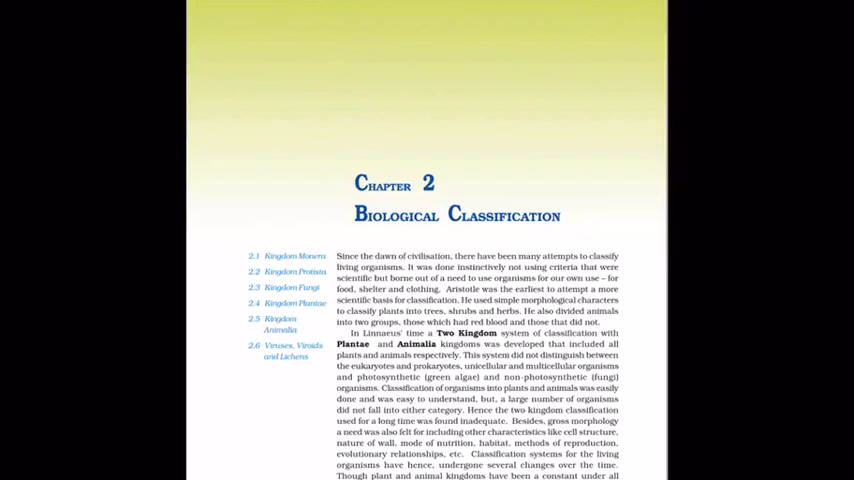 CHAPTER 2
BIOLOGICAL CLASSIFICATION
2.1 Kingdom Monera
2.2 Kingdom Protista
2.3 Kingdom Fungi
2.4 Kingdom Plantae
2.5 Kingdom
Animalia
2.6 Viruses, Viroids
and Lichens
Since the dawn of civilisation, there have been many attempts to classify
living organisms. It was done instinctively not using criteria that were
scientific but borne out of a need to use organisms for our own use – for
food, shelter and clothing. Aristotle was the earliest to attempt a more
scientific basis for classification. He used simple morphological characters
to classify plants into trees, shrubs and herbs. He also divided animals
into two groups, those which had red blood and those that did not.
In Linnaeus' time a Two Kingdom system of classification with
Plantae and Animalia kingdoms was developed that included all
plants and animals respectively. This system did not distinguish between
the eukaryotes and prokaryotes, unicellular and multicellular organisms
and photosynthetic (green algae) and non-photosynthetic (fungi)
organisms. Classification of organisms into plants and animals was easily
done and was easy to understand, but, a large number of organisms
did not fall into either category. Hence the two kingdom classification
used for a long time was found inadequate. Besides, gross morphology
a need was also felt for including other characteristics like cell structure,
nature of wall, mode of nutrition, habitat, methods of reproduction,
evolutionary relationships, etc. Classification systems for the living
organisms have hence, undergone several changes over the time.
Though plant and animal kingdoms have been a constant under all